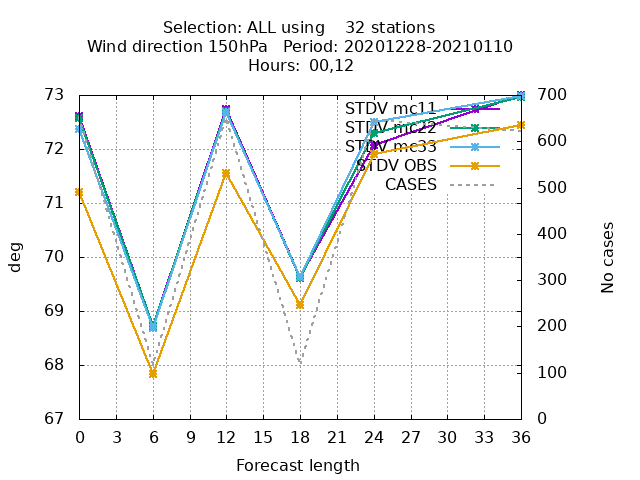 Selection: ALL using    32 stations
Wind direction 150hPa   Period: 20201228-20210110
Hours:  00,12
73
72
71
70
69
68
67
deg
700
600
500
400
300
200
100
0
No cases
STDV mc11
STDV mc22
STDV mc33
STDV OBS
CASES
0 3 6 9 12 15 18 21 24 27 30 33 36
Forecast length